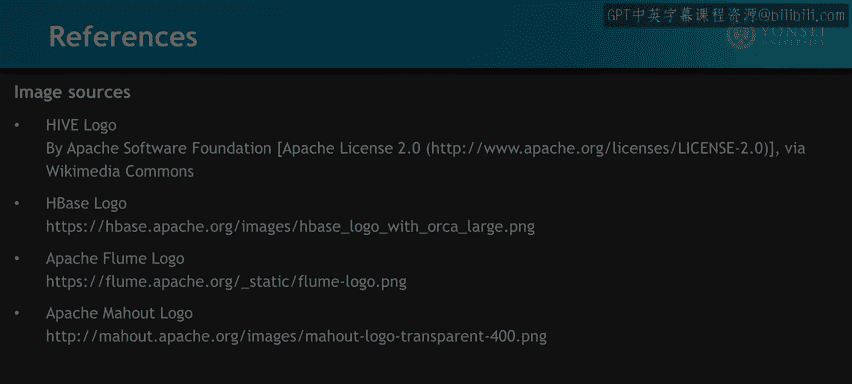 GPT中英字幕课程资源@bilibili.com
References
YONSEI
UNIVERSITY
Image sources
• HIVE Logo
By Apache Software Foundation [Apache License 2.0 (http://www.apache.org/licenses/LICENSE-2.0)], via
Wikimedia Commons
• HBase Logo
https://hbase.apache.org/images/hbase_logo_with_orca_large.png
• Apache Flume Logo
https://flume.apache.org/_static/flume-logo.png
• Apache Mahout Logo
http://mahout.apache.org/images/mahout-logo-transparent-400.png